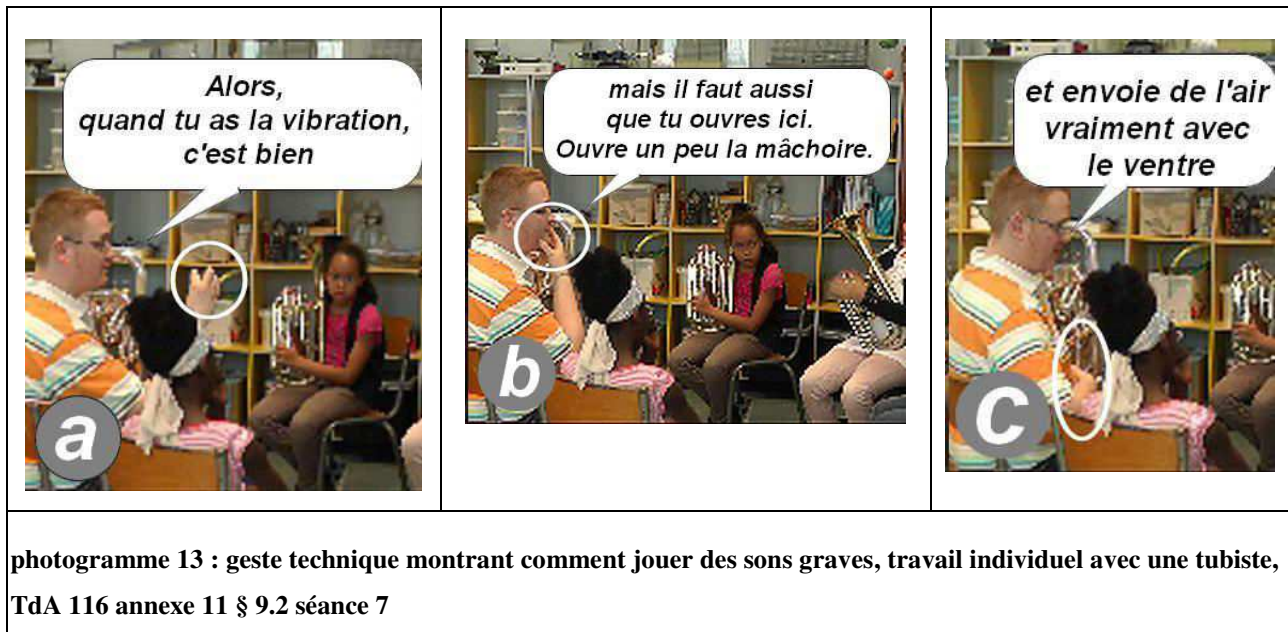 Alors,
quand tu as la vibration,
c'est bien
a
mais il faut aussi
que tu ouvres ici.
Ouvre un peu la mâchoire.
b
et envoie de l'air
vraiment avec
le ventre
c
photogramme 13 : geste technique montrant comment jouer des sons graves, travail individuel avec une tubiste,
TdA 116 annexe 11 § 9.2 séance 7